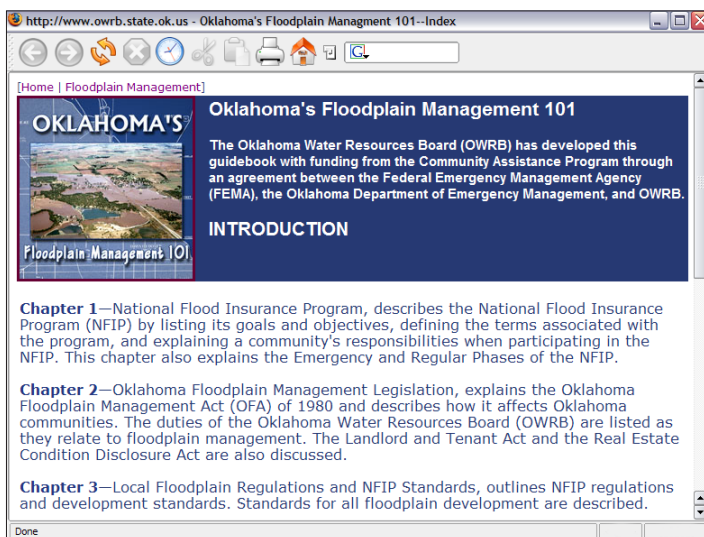 http://www.owrb.state.ok.us - Oklahoma's Floodplain Managment 101--Index
G
[Home | Floodplain Management]
OKLAHOMA'S
Floodplain Management 101
Oklahoma's Floodplain Management 101
The Oklahoma Water Resources Board (OWRB) has developed this
guidebook with funding from the Community Assistance Program through
an agreement between the Federal Emergency Management Agency
(FEMA), the Oklahoma Department of Emergency Management, and OWRB.
INTRODUCTION
Chapter 1—National Flood Insurance Program, describes the National Flood Insurance
Program (NFIP) by listing its goals and objectives, defining the terms associated with
the program, and explaining a community's responsibilities when participating in the
NFIP. This chapter also explains the Emergency and Regular Phases of the NFIP.
Chapter 2—Oklahoma Floodplain Management Legislation, explains the Oklahoma
Floodplain Management Act (OFA) of 1980 and describes how it affects Oklahoma
communities. The duties of the Oklahoma Water Resources Board (OWRB) are listed as
they relate to floodplain management. The Landlord and Tenant Act and the Real Estate
Condition Disclosure Act are also discussed.
Chapter 3—Local Floodplain Regulations and NFIP Standards, outlines NFIP regulations
and development standards. Standards for all floodplain development are described.
Done